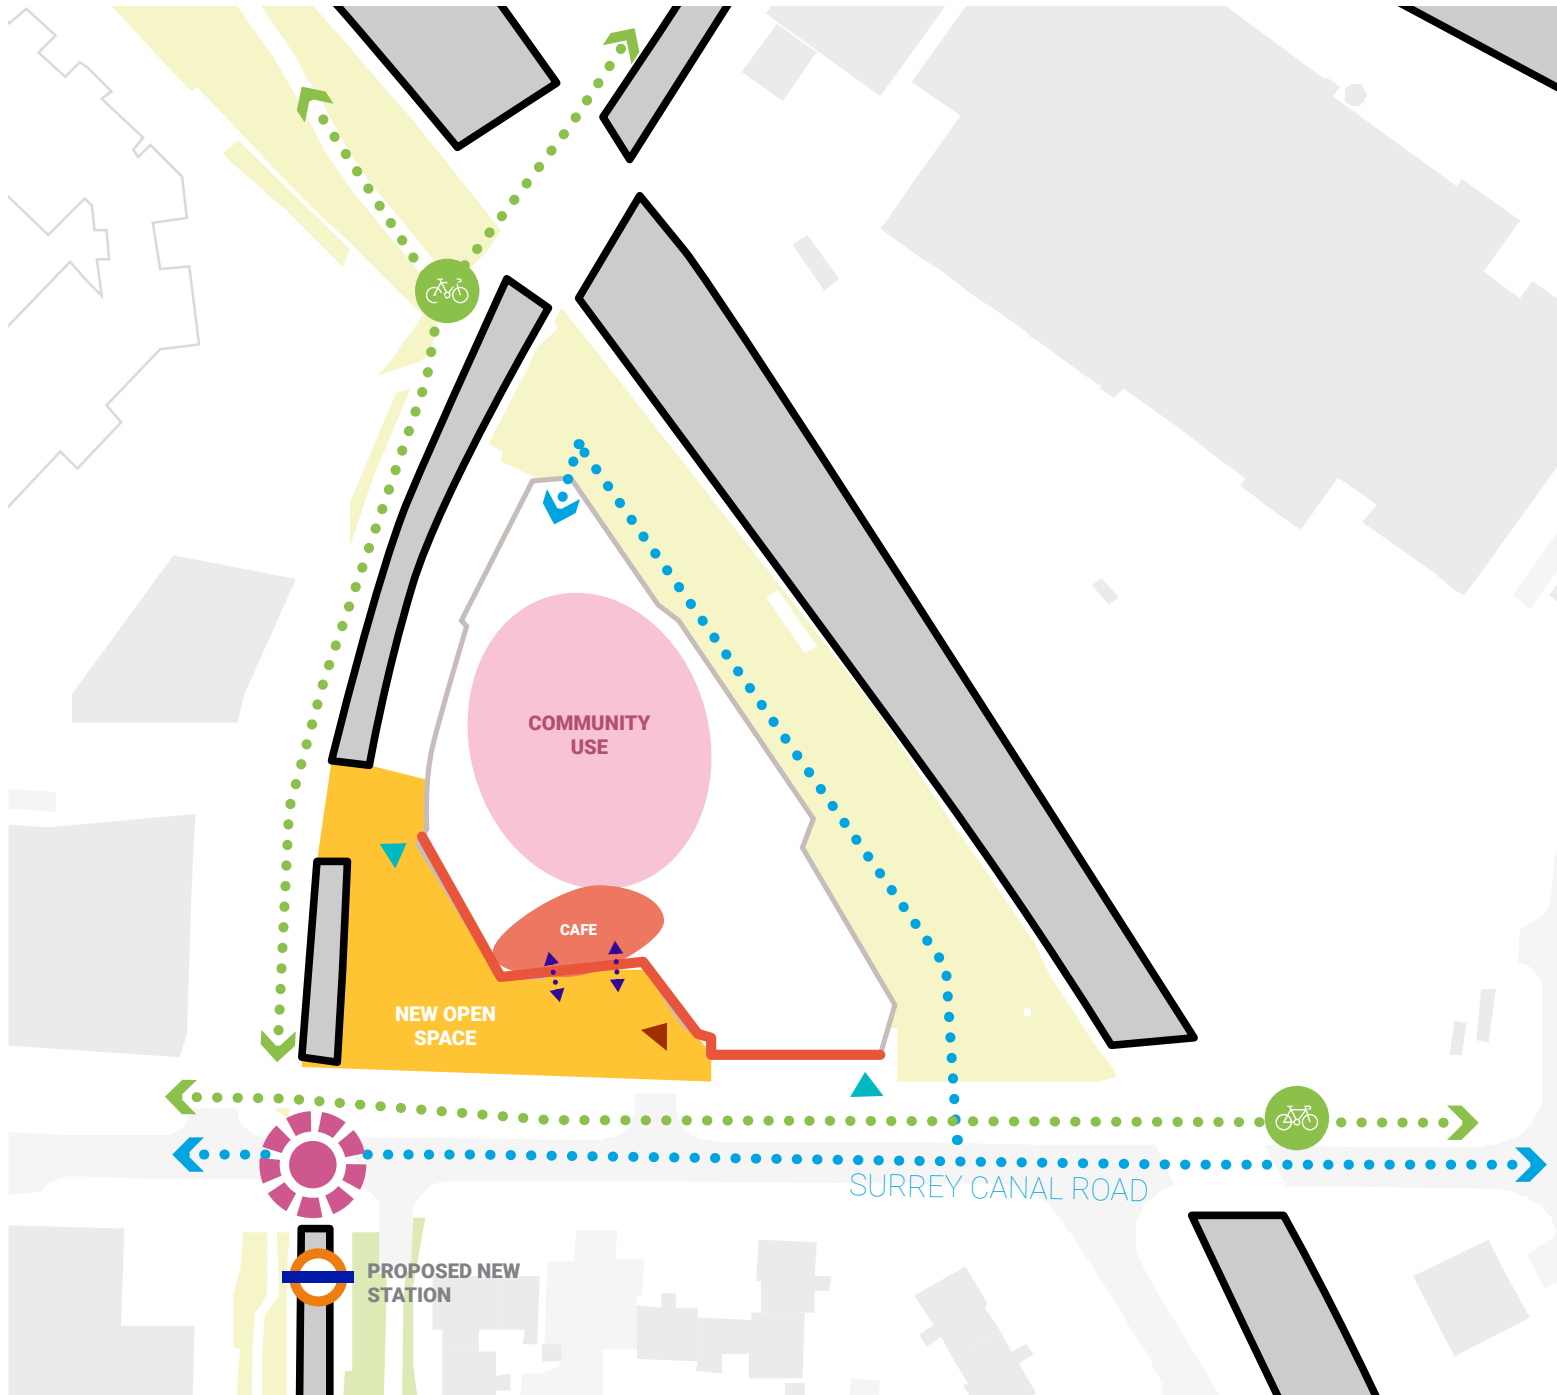 COMMUNITY
USE
CAFE
NEW OPEN
SPACE
SURREY CANAL ROAD
PROPOSED NEW
STATION